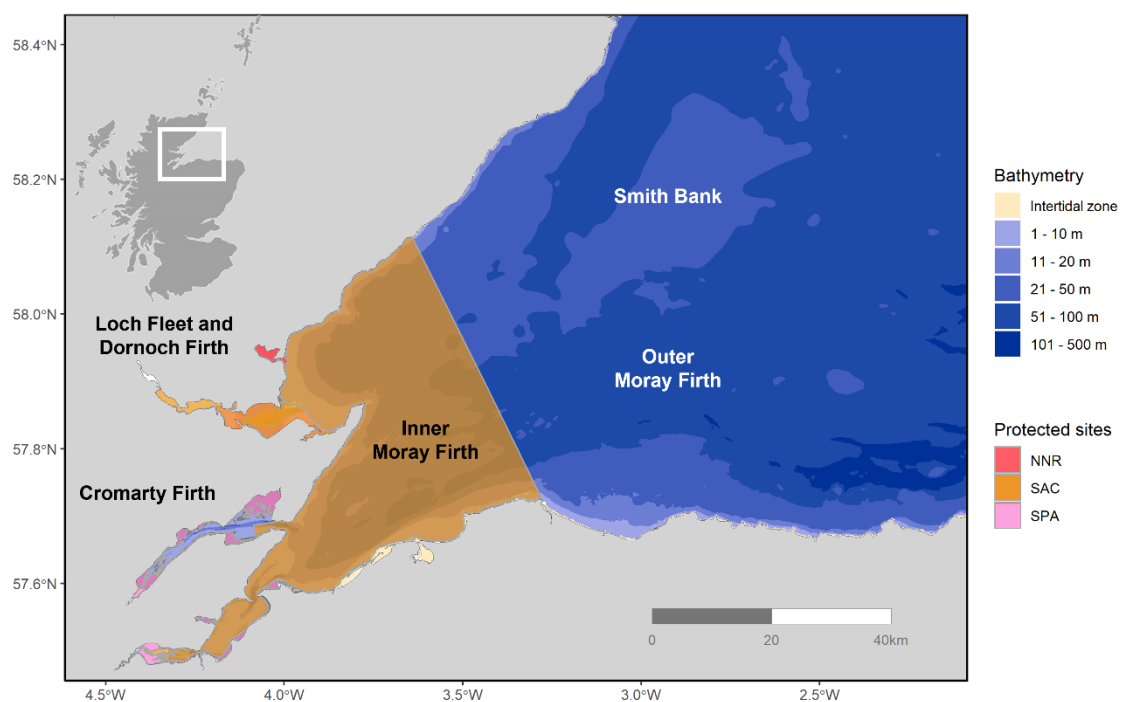 58.4°N
58.2°N
58.0°N
57.8°N
57.6°N
4.5°W
4.0°W
3.5°W
3.0°W
2.5°W
Smith Bank
Loch Fleet and
Dornoch Firth
Outer
Moray Firth
Inner
Moray Firth
Cromarty Firth
0
20
40km
Bathymetry
Intertidal zone
1 - 10 m
11 - 20 m
21 - 50 m
51 - 100 m
101 - 500 m
Protected sites
NNR
SAC
SPA